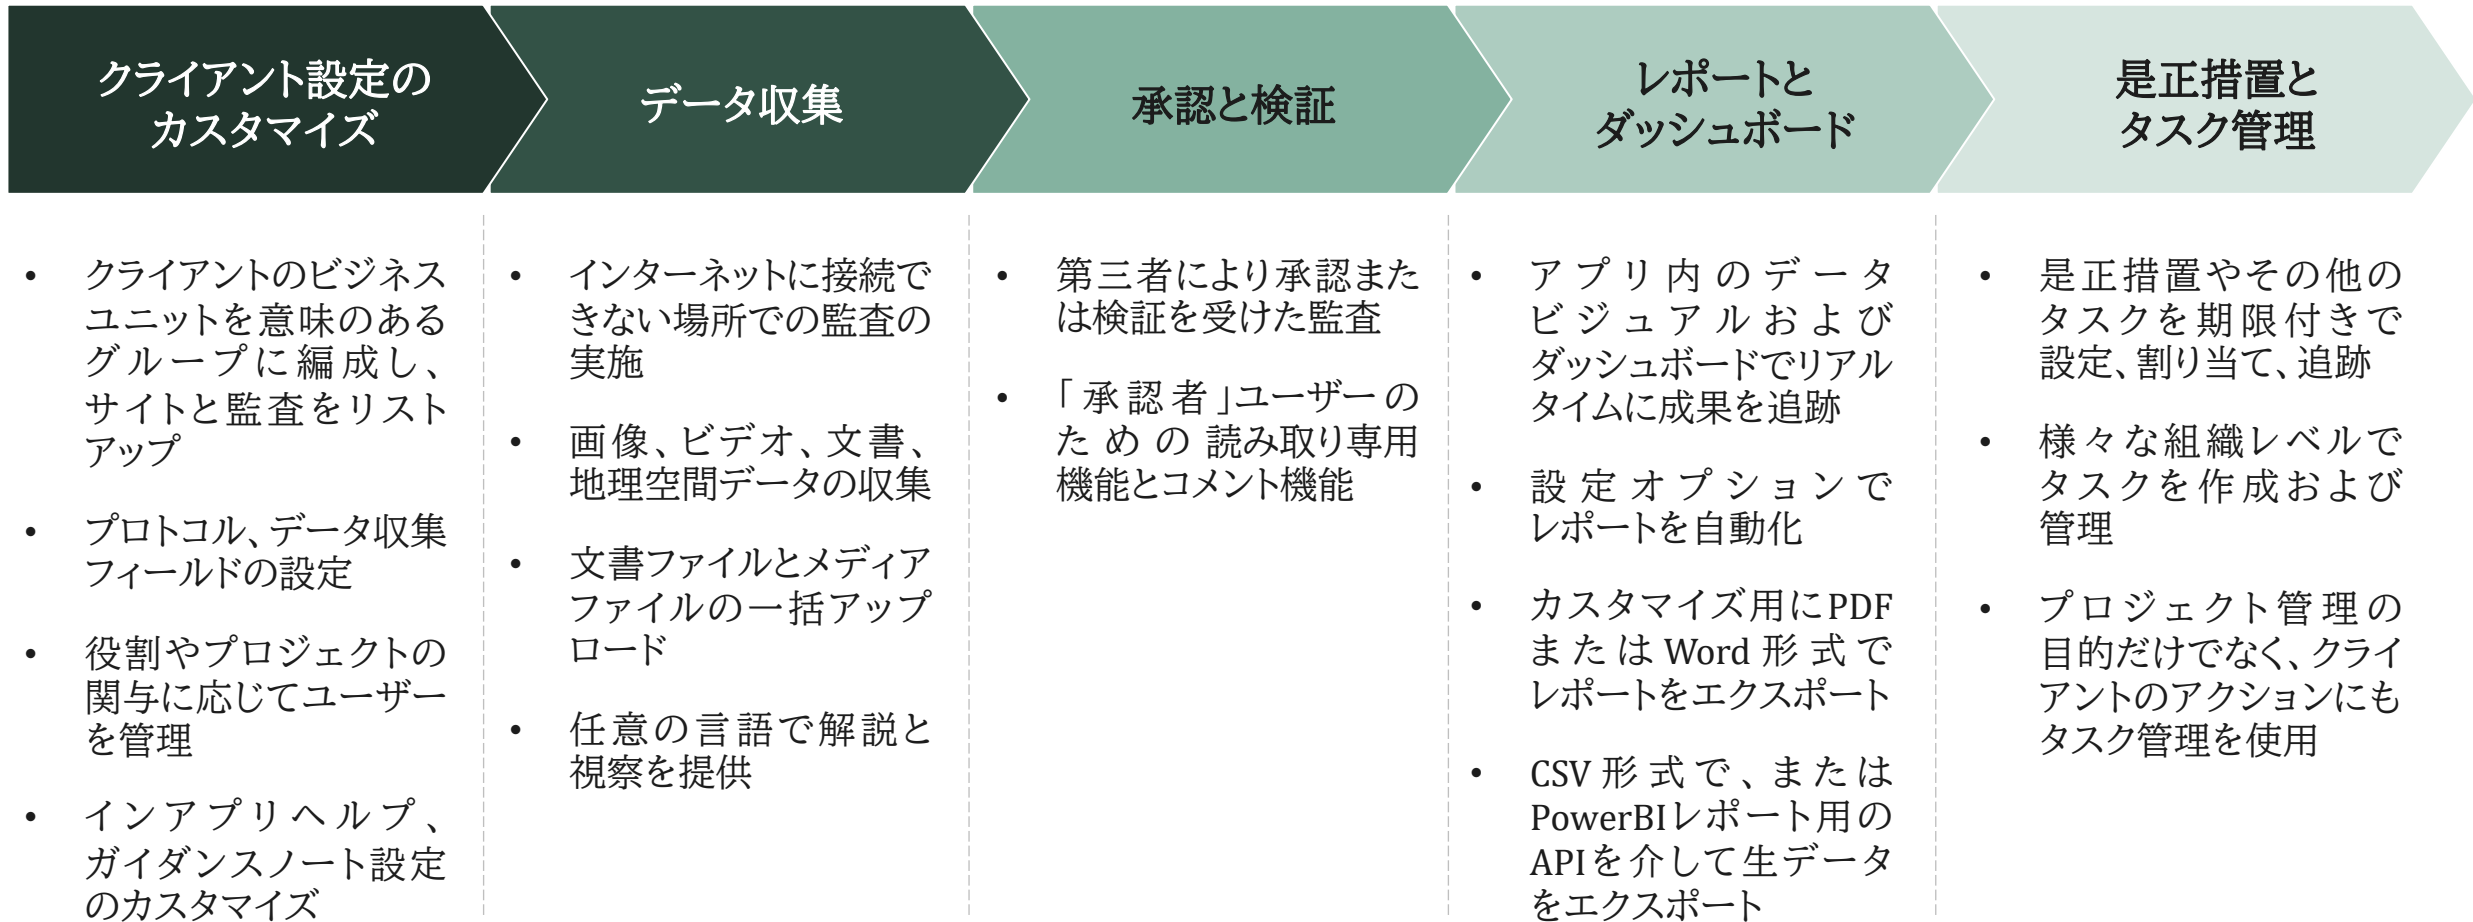 クライアント設定の
カスタマイズ
データ収集
承認と検証
レポートと
ダッシュボード
是正措置と
タスク管理
• クライアントのビジネス
ユニットを意味のある
グループに編成し、
サイトと監査をリスト
アップ
• プロトコル、データ収集
フィールドの設定
• 役割やプロジェクトの
関与に応じてユーザー
を管理
• インアプリヘルプ、
ガイダンスノート設定
のカスタマイズ
• インターネットに接続で
きない場所での監査の
実施
• 画像、ビデオ、文書、
地理空間データの収集
• 文書ファイルとメディア
ファイルの一括アップ
ロード
• 任意の言語で解説と
視察を提供
• 第三者により承認また
は検証を受けた監査
• 「承認者」ユーザーの
ための読み取り専用
機能とコメント機能
• アプリ内のデータ
ビジュアルおよび
ダッシュボードでリアル
タイムに成果を追跡
• 設定オプションで
レポートを自動化
• カスタマイズ用にPDF
またはWord形式で
レポートをエクスポート
• CSV形式で、または
PowerBIレポート用の
APIを介して生データ
をエクスポート
• 是正措置やその他の
タスクを期限付きで
設定、割り当て、追跡
• 様々な組織レベルで
タスクを作成および
管理
• プロジェクト管理の
目的だけでなく、クライ
アントのアクションにも
タスク管理を使用